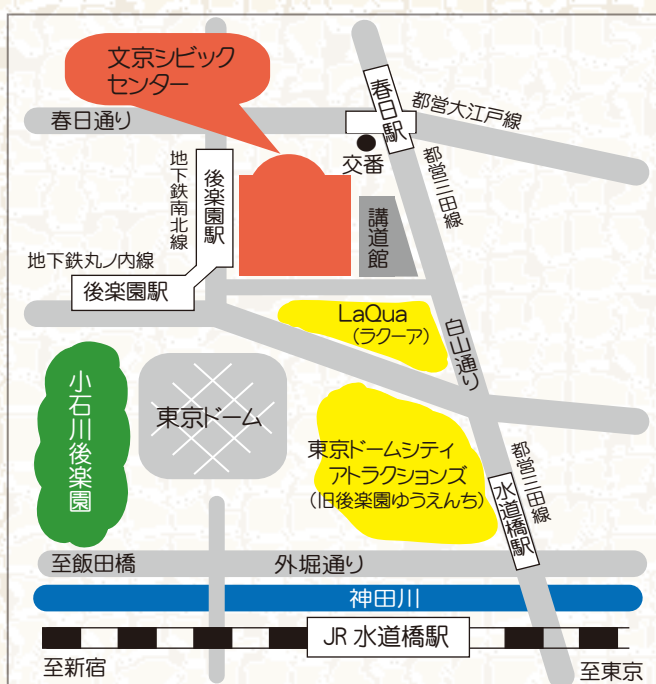 文京シビック
センター
春日通り
春日駅
都営大江戸線
交番
都営三田線
地下鉄南北線
後楽園駅
講道館
地下鉄丸ノ内線
後楽園駅
LaQua
(ラクーア)
白山通り
小石川後楽園
東京ドーム
東京ドームシティ
アトラクションズ
(旧後楽園ゆうえんち)
都営三田線
水道橋駅
至飯田橋
外堀通り
神田川
JR 水道橋駅
至新宿
至東京